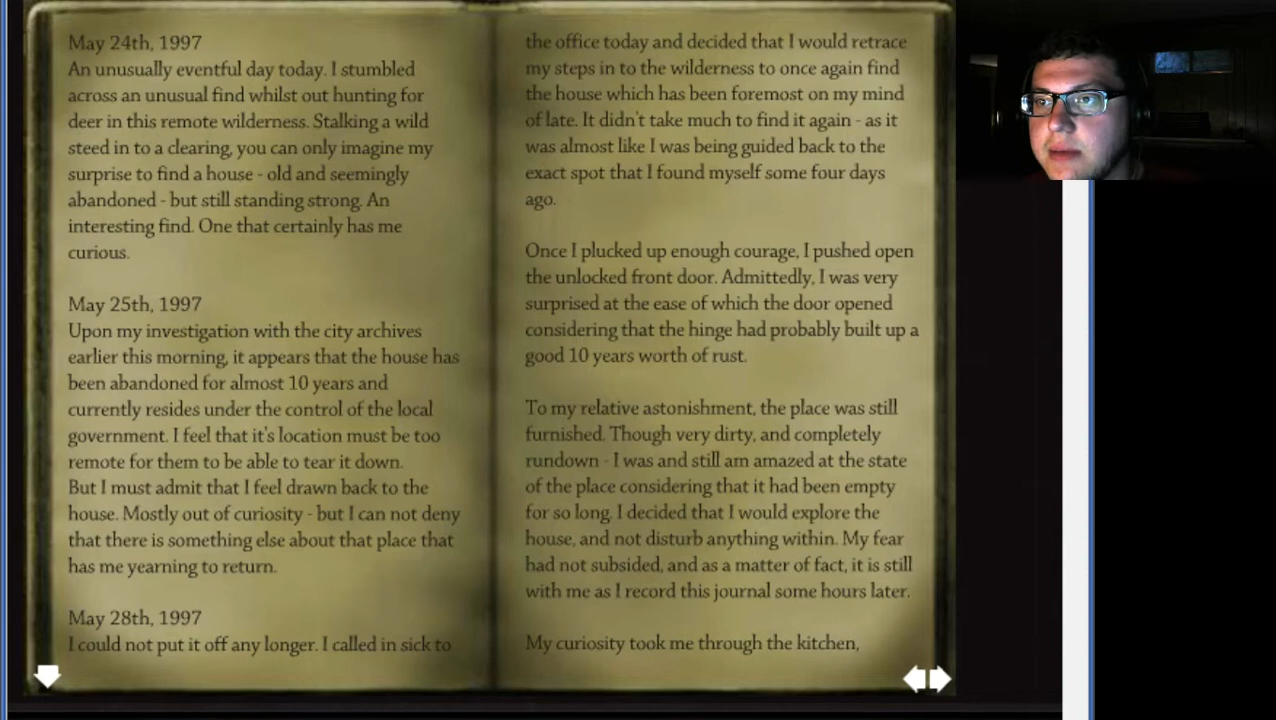 May 24th, 1997
An unusually eventful day today. I stumbled
across an unusual find whilst out hunting for
deer in this remote wilderness. Stalking a wild
steed in to a clearing, you can only imagine my
surprise to find a house - old and seemingly
abandoned - but still standing strong. An
interesting find. One that certainly has me
curious.
May 25th, 1997
Upon my investigation with the city archives
earlier this morning, it appears that the house has
been abandoned for almost 10 years and
currently resides under the control of the local
government. I feel that it's location must be too
remote for them to be able to tear it down.
But I must admit that I feel drawn back to the
house. Mostly out of curiosity - but I can not deny
that there is something else about that place that
has me yearning to return.
May 28th, 1997
I could not put it off any longer. I called in sick to
the office today and decided that I would retrace
my steps in to the wilderness to once again find
the house which has been foremost on my mind
of late. It didn't take much to find it again - as it
was almost like I was being guided back to the
exact spot that I found myself some four days
ago.
Once I plucked up enough courage, I pushed open
the unlocked front door. Admittedly, I was very
surprised at the ease of which the door opened
considering that the hinge had probably built up a
good 10 years worth of rust.
To my relative astonishment, the place was still
furnished. Though very dirty, and completely
rundown - I was and still am amazed at the state
of the place considering that it had been empty
for so long. I decided that I would explore the
house, and not disturb anything within. My fear
had not subsided, and as a matter of fact, it is still
with me as I record this journal some hours later.
My curiosity took me through the kitchen,